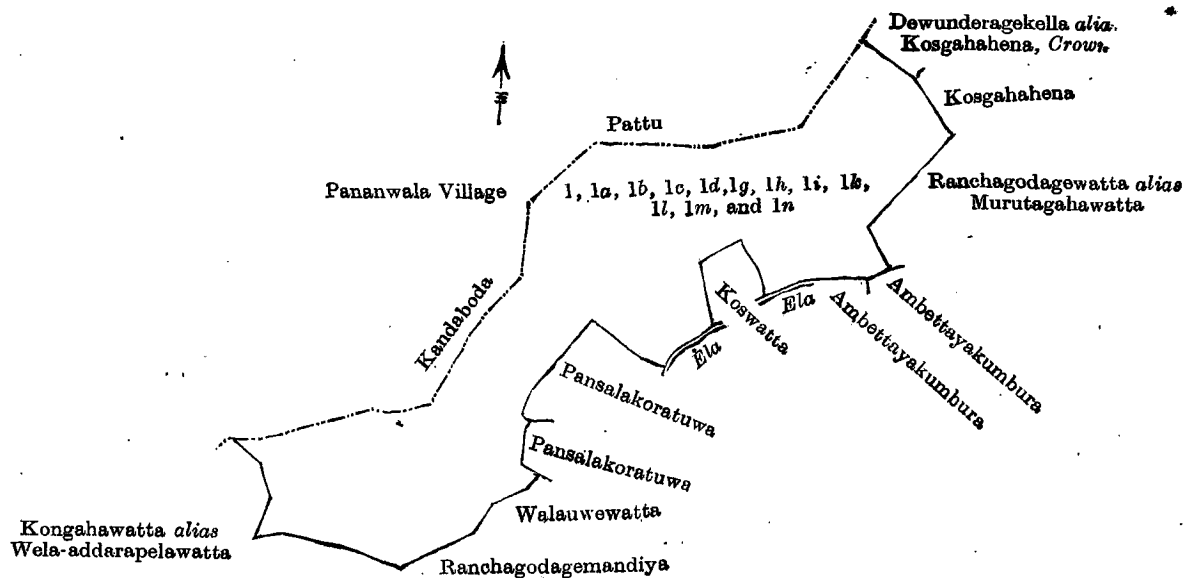 Dewunderagekella alia.
Kosgahahena, Crown.
Kosgahahena
Pattu
Pananwala Village
1, 1a, 1b, 1c, 1d, 1g, 1h, 1i, 1k,
1l, 1m, and 1n
Ranchagodagewatta alias
Murutagahawatta
Kandaboda
Koswatta
Ela
Ambettayakumbura
Ambettayakumbura
Ela
Pansalakoratuwa
Pansalakoratuwa
Walauwewatta
Kongahawatta alias
Wela-addarapelawatta
Ranchagodagemandiya